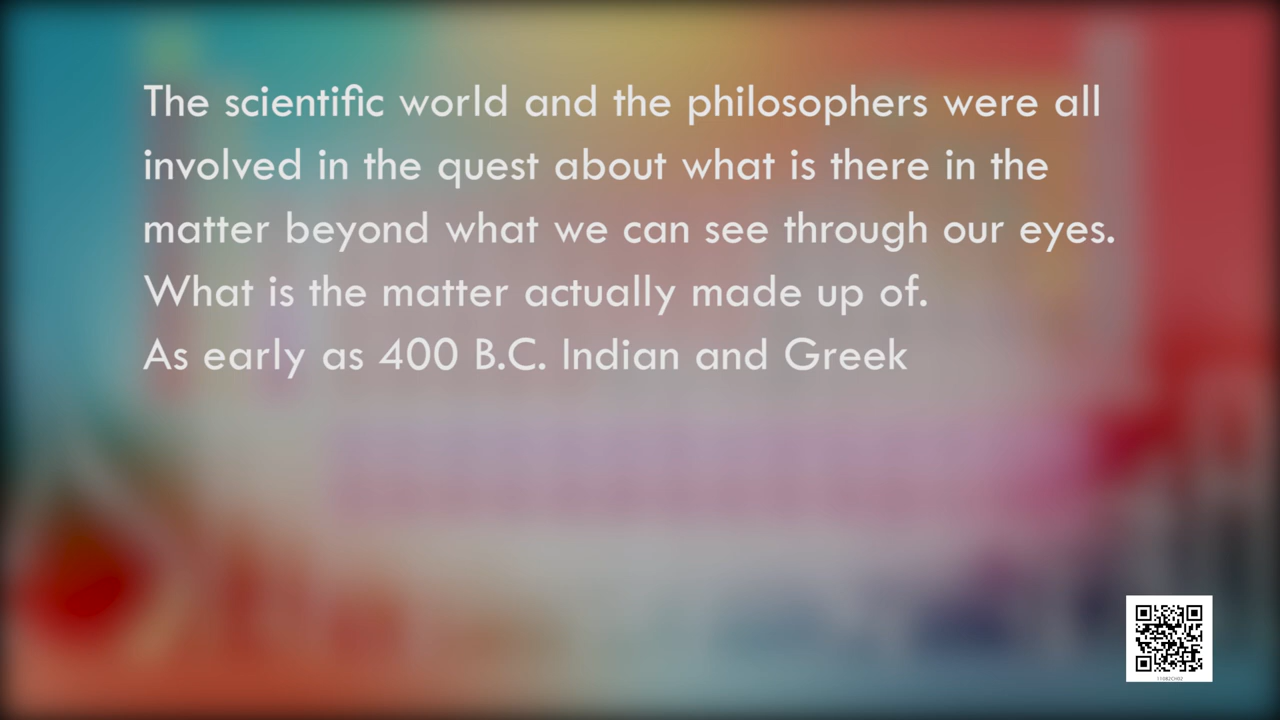 The scientific world and the philosophers were all
involved in the quest about what is there in the
matter beyond what we can see through our eyes.
What is the matter actually made up of.
As early as 400 B.C. Indian and Greek